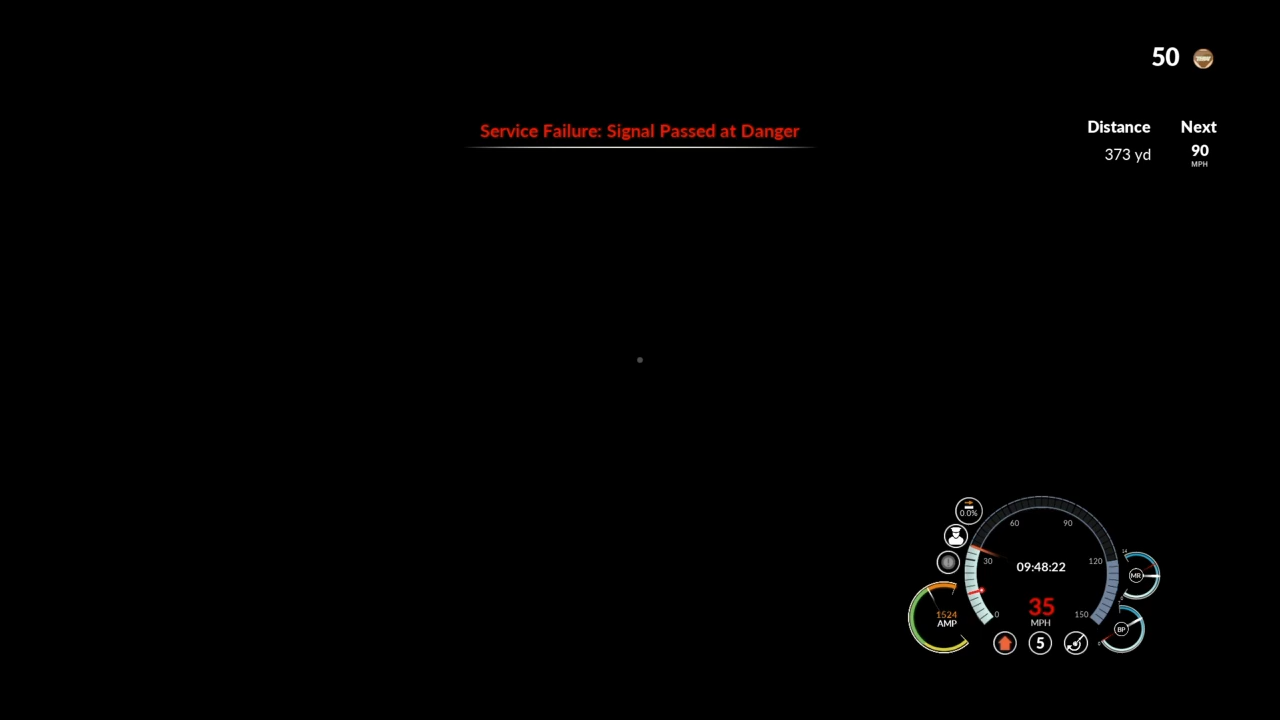 50
Service Failure: Signal Passed at Danger
Distance Next
373 yd 90
MPH
0.0%
60 90
30 120
09:48:22
0 150
35
MPH
1524
AMP
5
MR
BP